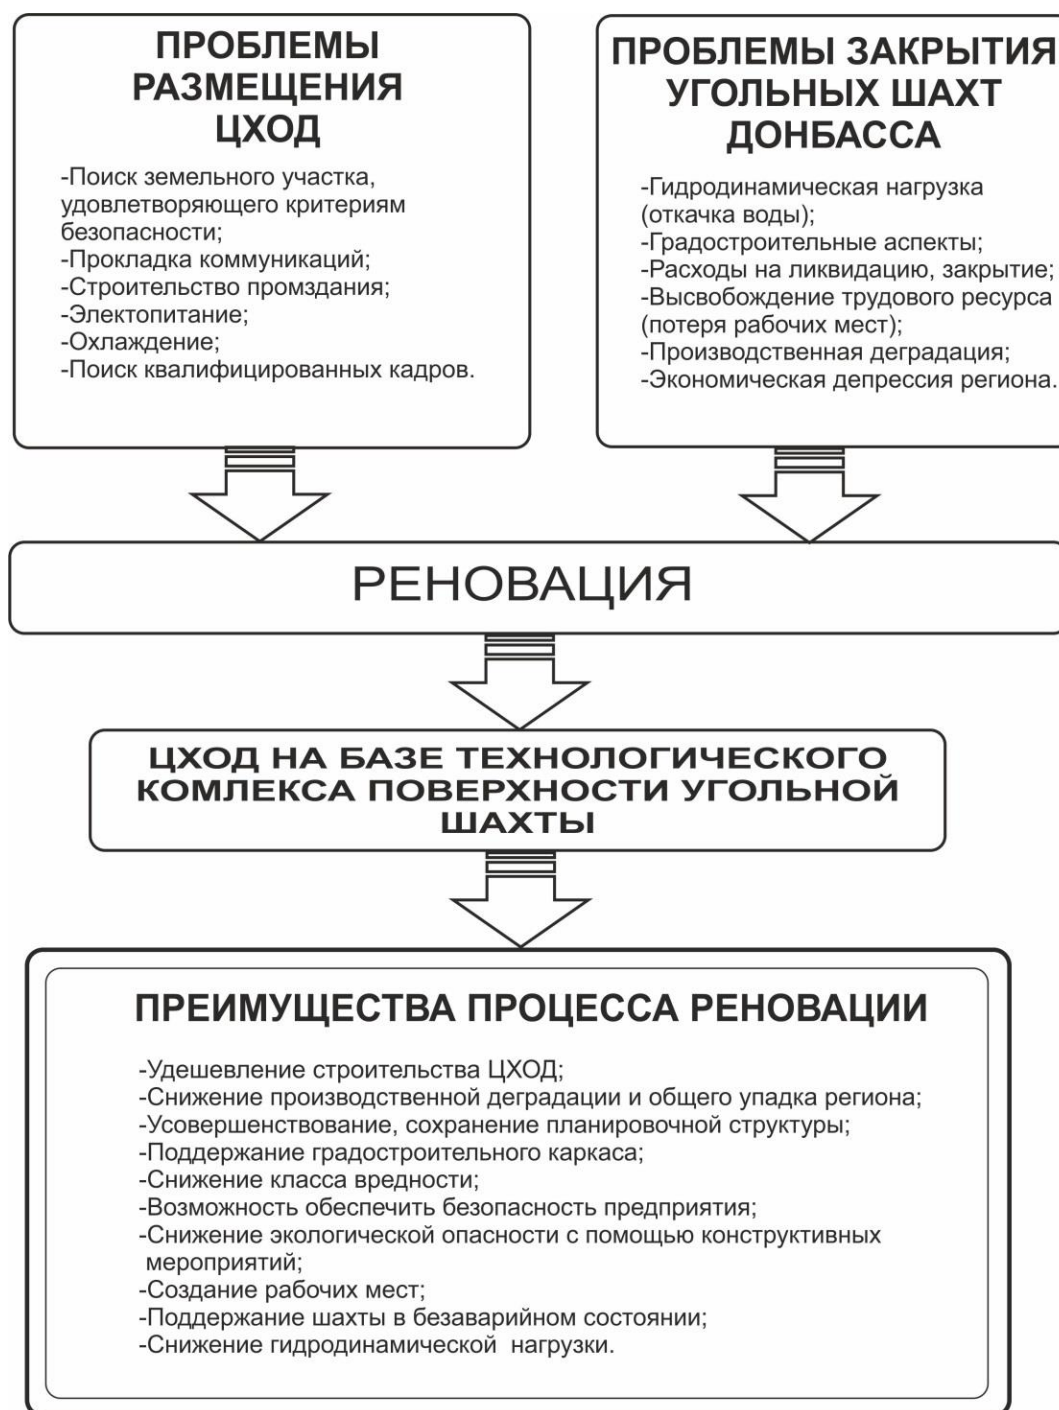 ПРОБЛЕМЫ
РАЗМЕЩЕНИЯ
ЦХОД
-Поиск земельного участка,
удовлетворяющего критериям
безопасности;
-Прокладка коммуникаций;
-Строительство промздания;
-Электопитание;
-Охлаждение;
-Поиск квалифицированных кадров.
ПРОБЛЕМЫ ЗАКРЫТИЯ
УГОЛЬНЫХ ШАХТ
ДОНБАССА
-Гидродинамическая нагрузка
(откачка воды);
-Градостроительные аспекты;
-Расходы на ликвидацию, закрытие;
-Высвобождение трудового ресурса
(потеря рабочих мест);
-Производственная деградация;
-Экономическая депрессия региона.
РЕНОВАЦИЯ
ЦХОД НА БАЗЕ ТЕХНОЛОГИЧЕСКОГО
КОМЛЕКСА ПОВЕРХНОСТИ УГОЛЬНОЙ
ШАХТЫ
ПРЕИМУЩЕСТВА ПРОЦЕССА РЕНОВАЦИИ
-Удешевление строительства ЦХОД;
-Снижение производственной деградации и общего упадка региона;
-Усовершенствование, сохранение планировочной структуры;
-Поддержание градостроительного каркаса;
-Снижение класса вредности;
-Возможность обеспечить безопасность предприятия;
-Снижение экологической опасности с помощью конструктивных
мероприятий;
-Создание рабочих мест;
-Поддержание шахты в безаварийном состоянии;
-Снижение гидродинамической нагрузки.